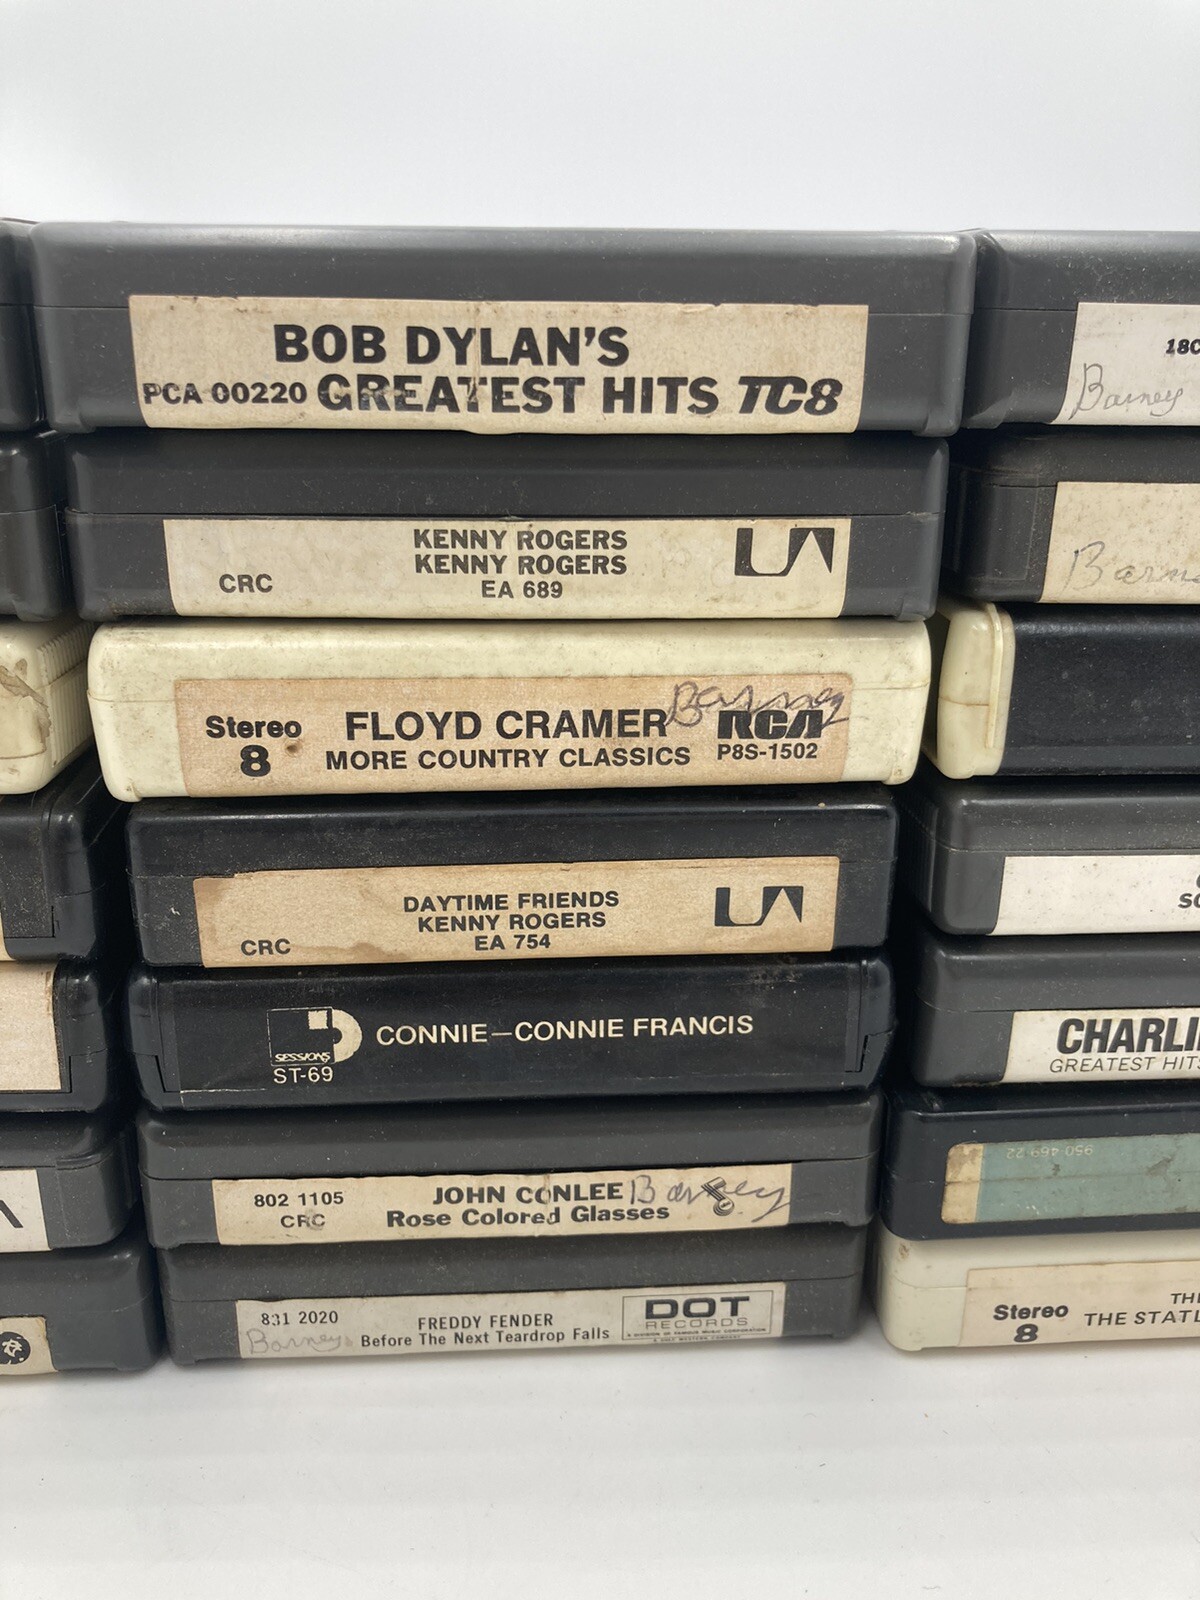 BOB DYLAN'S
PCA 00220 GREATEST HITS TC8
KENNY ROGERS
KENNY ROGERS
CRC EA 689 UA
Barney
Stereo 8 FLOYD CRAMER RCA
MORE COUNTRY CLASSICS P8S-1502
DAYTIME FRIENDS
KENNY ROGERS
CRC EA 754 UA
SESSIONS
ST-69
CONNIE—CONNIE FRANCIS
802 1105 JOHN CONLEE Barney
CRC Rose Colored Glasses
831 2020 FREDDY FENDER DOT
Barney Before The Next Teardrop Falls RECORDS
18C
Barney
CHARLI
GREATEST HITS
950 469 22
Stereo
8
THE STATL